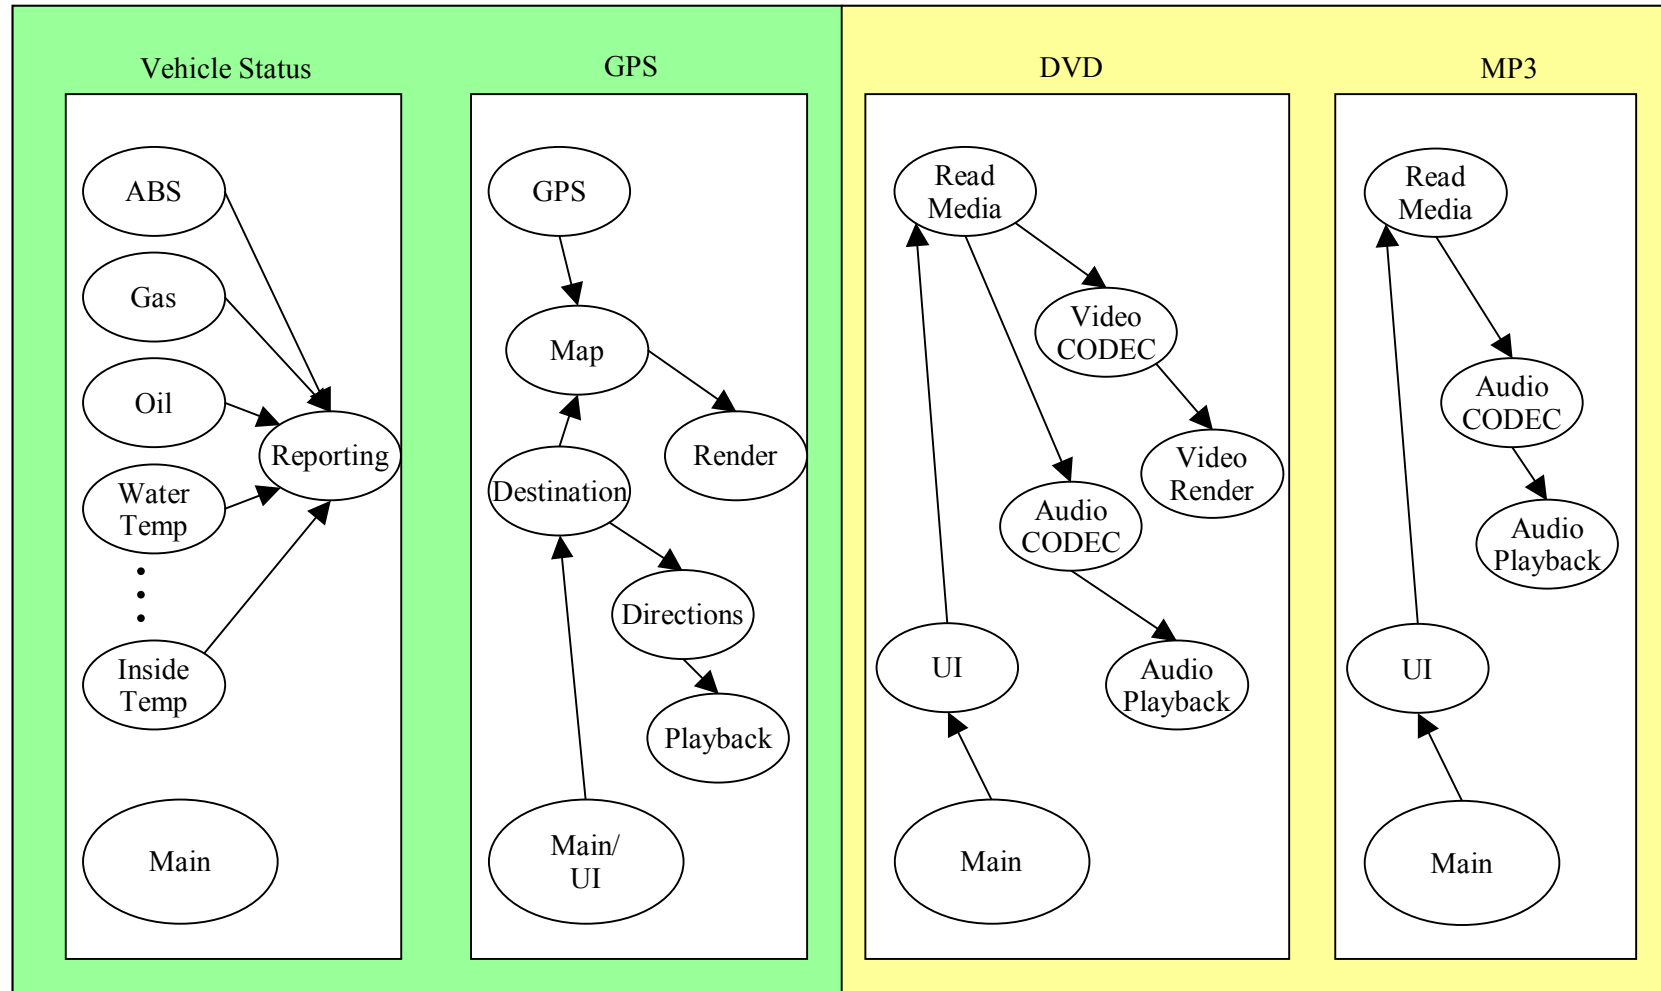 Vehicle Status
ABS
Gas
Oil
Reporting
Water
Temp
Inside
Temp
Main
GPS
GPS
Map
Render
Destination
Directions
Playback
Main/
UI
DVD
Read
Media
Video
CODEC
Video
Render
Audio
CODEC
UI
Audio
Playback
Main
MP3
Read
Media
Audio
CODEC
Audio
Playback
UI
Main